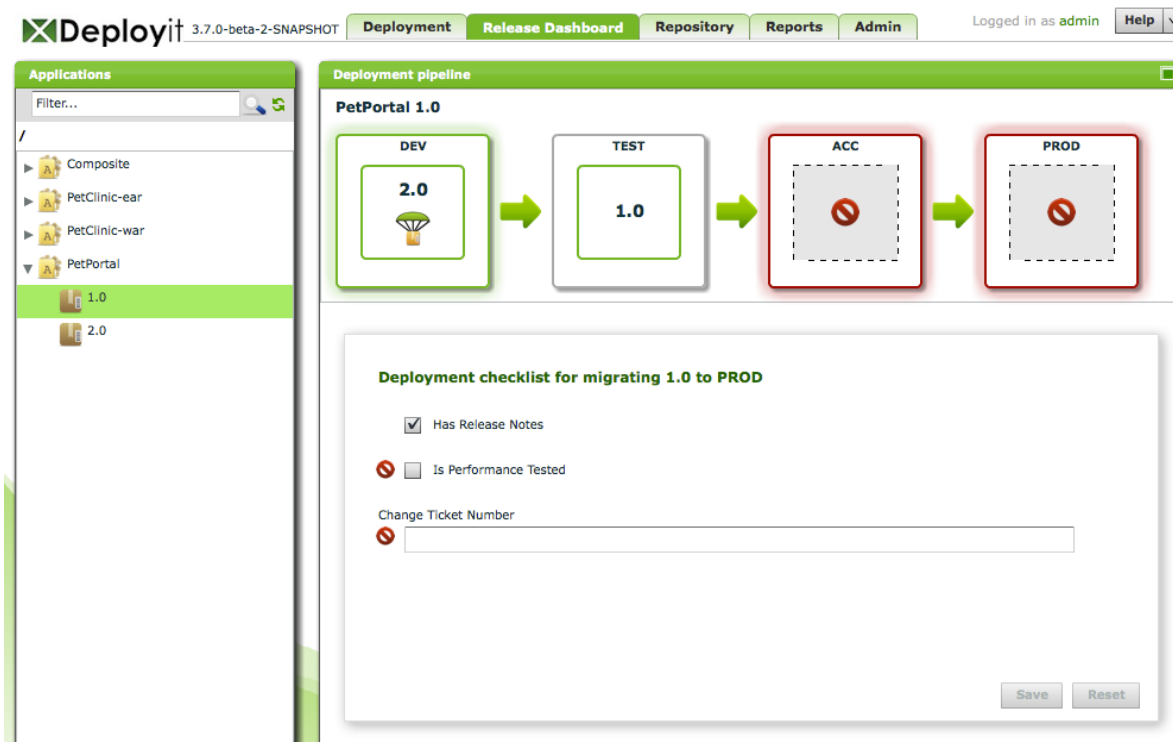 XDeployit 3.7.0-beta-2-SNAPSHOT Deployment Release Dashboard Repository Reports Admin Logged in as admin Help
Applications
Filter...
/
Composite
PetClinic-ear
PetClinic-war
PetPortal
1.0
2.0
Deployment pipeline
PetPortal 1.0
DEV TEST ACC PROD
2.0 1.0
Deployment checklist for migrating 1.0 to PROD
Has Release Notes
Is Performance Tested
Change Ticket Number
Save Reset